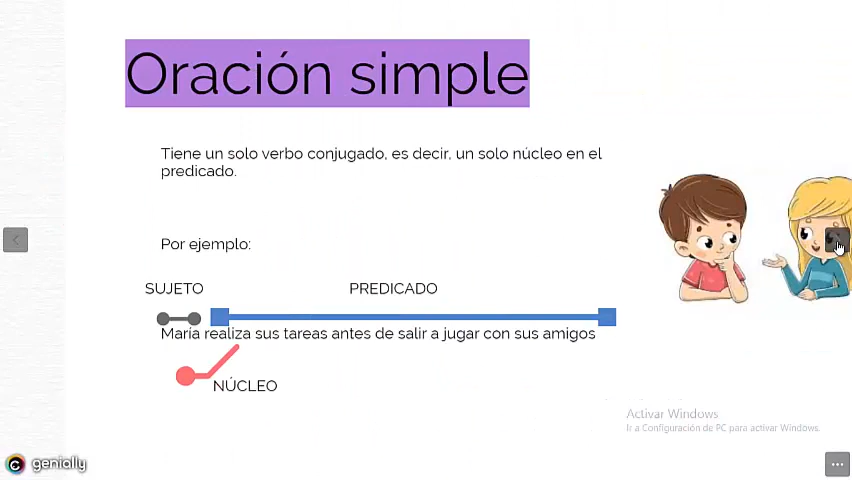 Oración simple
Tiene un solo verbo conjugado, es decir, un solo núcleo en el
predicado.
Por ejemplo:
SUJETO PREDICADO
María realiza sus tareas antes de salir a jugar con sus amigos
NÚCLEO
Activar Windows
Ir a Configuración de PC para activar Windows.
genially